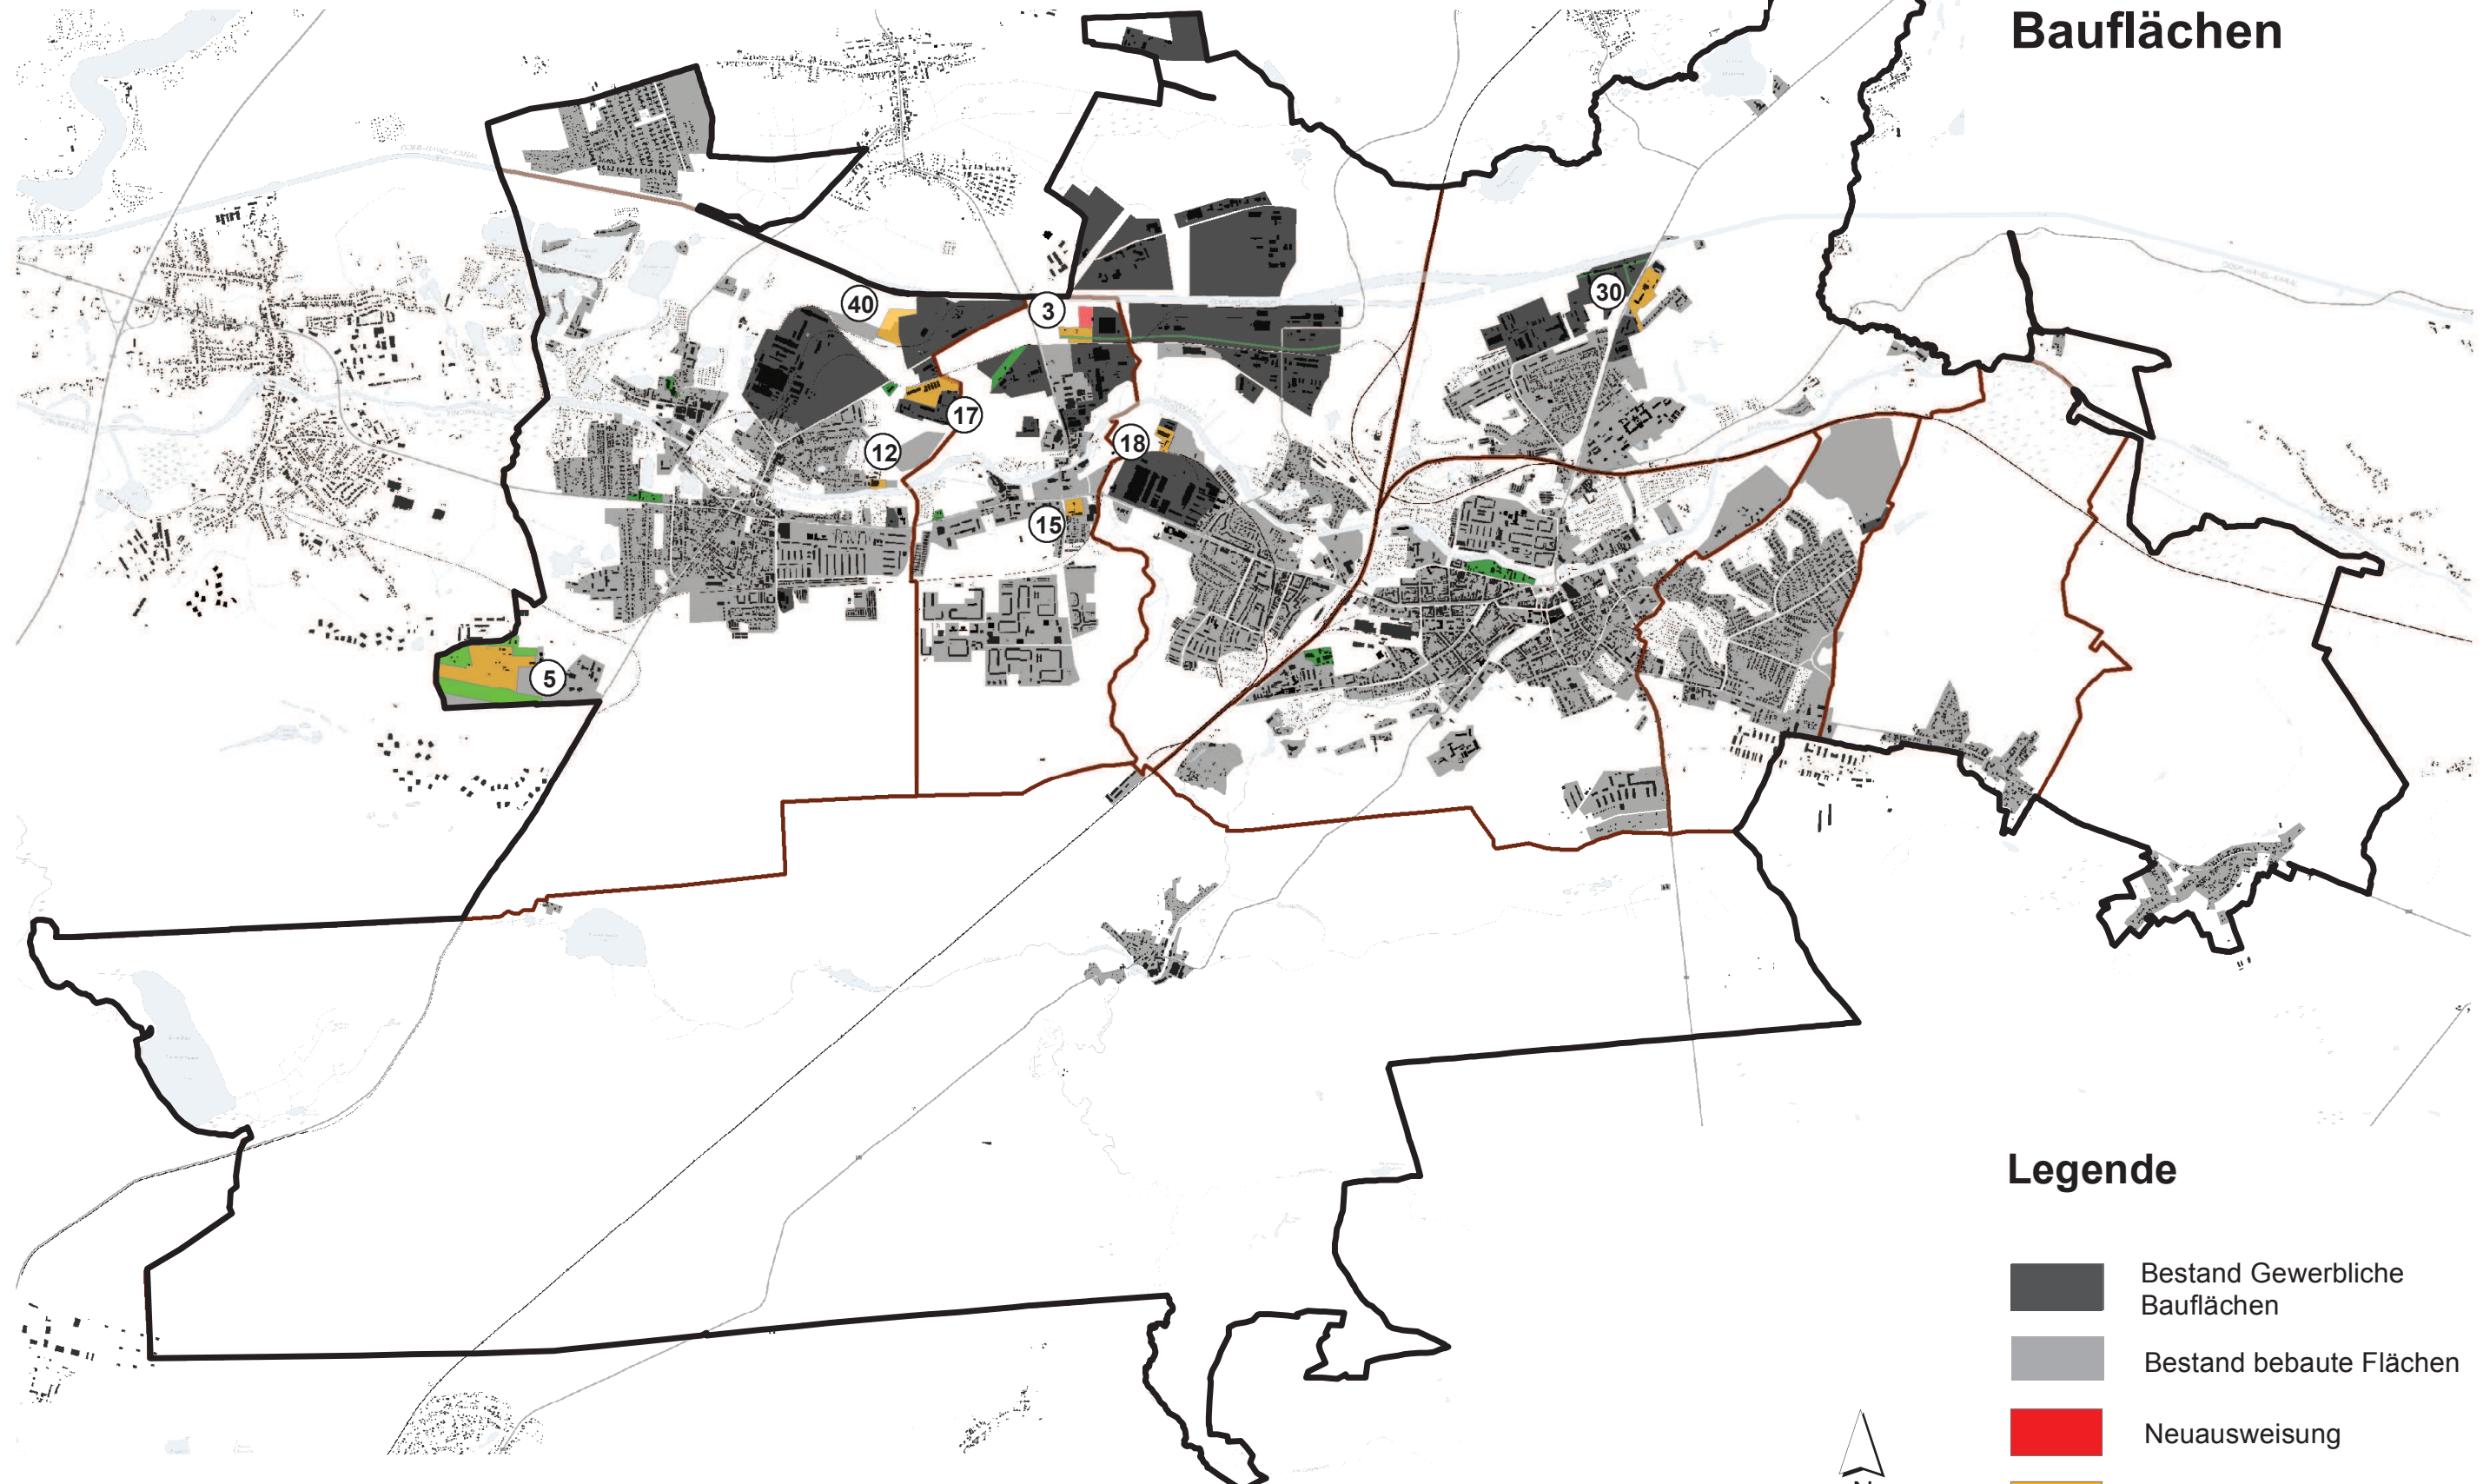 Bauflächen
40
3
30
17
12
18
15
5
Legende
Bestand Gewerbliche
Bauflächen
Bestand bebaute Flächen
Neuausweisung